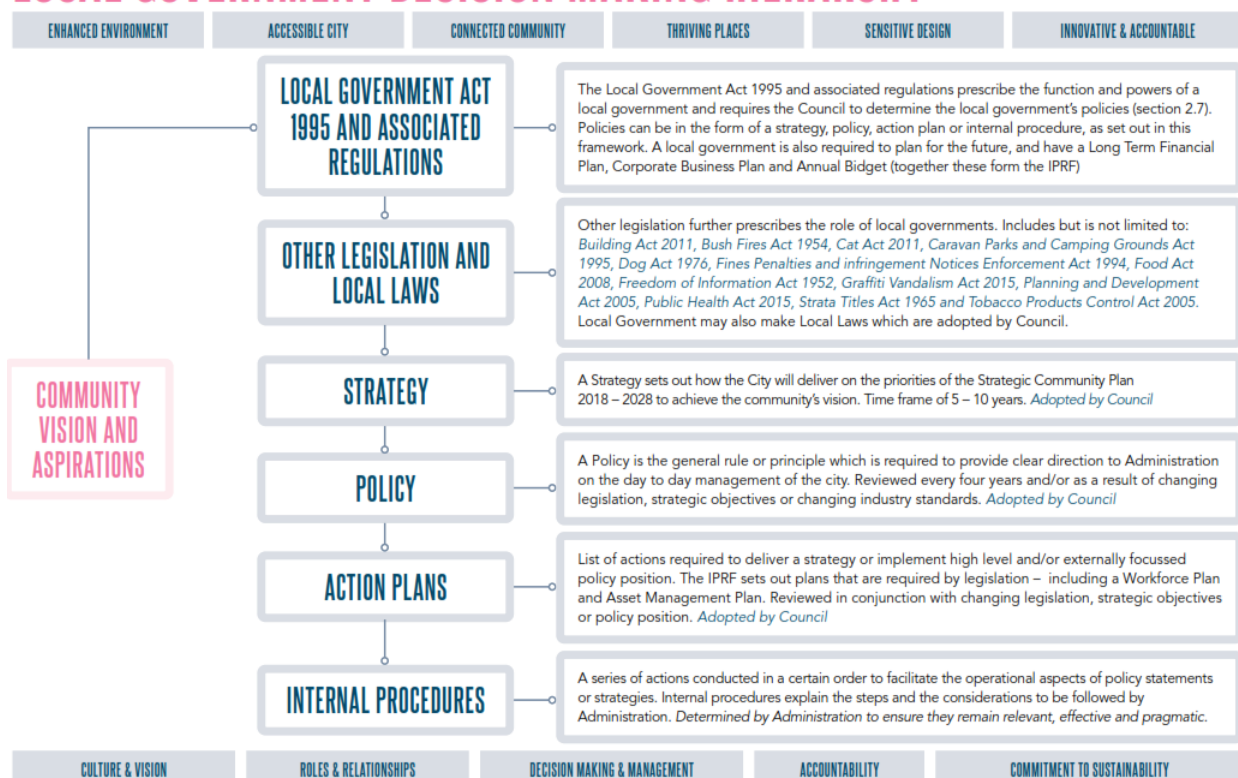 LOCAL GOVERNMENT DECISION MAKING HIERARCHY
ENHANCED ENVIRONMENT
ACCESSIBLE CITY
CONNECTED COMMUNITY
THRIVING PLACES
SENSITIVE DESIGN
INNOVATIVE & ACCOUNTABLE
LOCAL GOVERNMENT ACT
1995 AND ASSOCIATED
REGULATIONS
The Local Government Act 1995 and associated regulations prescribe the function and powers of a
local government and requires the Council to determine the local government's policies (section 2.7).
Policies can be in the form of a strategy, policy, action plan or internal procedure, as set out in this
framework. A local government is also required to plan for the future, and have a Long Term Financial
Plan, Corporate Business Plan and Annual Bidget (together these form the IPRF)
OTHER LEGISLATION AND
LOCAL LAWS
Other legislation further prescribes the role of local governments. Includes but is not limited to:
Building Act 2011, Bush Fires Act 1954, Cat Act 2011, Caravan Parks and Camping Grounds Act
1995, Dog Act 1976, Fines Penalties and infringement Notices Enforcement Act 1994, Food Act
2008, Freedom of Information Act 1952, Graffiti Vandalism Act 2015, Planning and Development
Act 2005, Public Health Act 2015, Strata Titles Act 1965 and Tobacco Products Control Act 2005.
Local Government may also make Local Laws which are adopted by Council.
COMMUNITY
VISION AND
ASPIRATIONS
STRATEGY
A Strategy sets out how the City will deliver on the priorities of the Strategic Community Plan
2018 – 2028 to achieve the community's vision. Time frame of 5 – 10 years. Adopted by Council
POLICY
A Policy is the general rule or principle which is required to provide clear direction to Administration
on the day to day management of the city. Reviewed every four years and/or as a result of changing
legislation, strategic objectives or changing industry standards. Adopted by Council
ACTION PLANS
List of actions required to deliver a strategy or implement high level and/or externally focussed
policy position. The IPRF sets out plans that are required by legislation – including a Workforce Plan
and Asset Management Plan. Reviewed in conjunction with changing legislation, strategic objectives
or policy position. Adopted by Council
INTERNAL PROCEDURES
A series of actions conducted in a certain order to facilitate the operational aspects of policy statements
or strategies. Internal procedures explain the steps and the considerations to be followed by
Administration. Determined by Administration to ensure they remain relevant, effective and pragmatic.
CULTURE & VISION
ROLES & RELATIONSHIPS
DECISION MAKING & MANAGEMENT
ACCOUNTABILITY
COMMITMENT TO SUSTAINABILITY